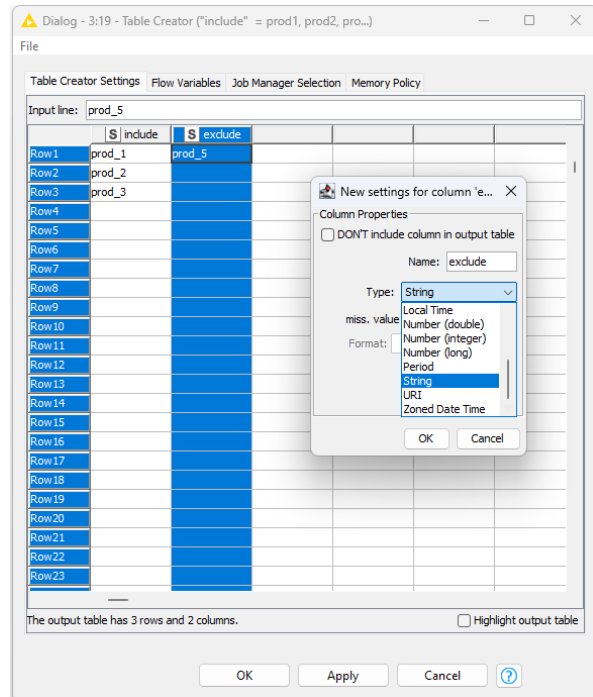 Dialog - 3:19 - Table Creator ("include" = prod1, prod2, pro...)
File
Table Creator Settings Flow Variables Job Manager Selection Memory Policy
Input line: prod_5
S include S exclude
Row1 prod_1 prod_5
Row2 prod_2
Row3 prod_3
Row4
Row5
Row6
Row7
Row8
Row9
Row10
Row11
Row12
Row13
Row14
Row15
Row16
Row17
Row18
Row19
Row20
Row21
Row22
Row23
New settings for column 'e...
Column Properties
DON'T include column in output table
Name: exclude
Type: String
miss. value
Format:
Local Time
Number (double)
Number (integer)
Number (long)
Period
String
URI
Zoned Date Time
OK Cancel
The output table has 3 rows and 2 columns. Highlight output table
OK Apply Cancel ?